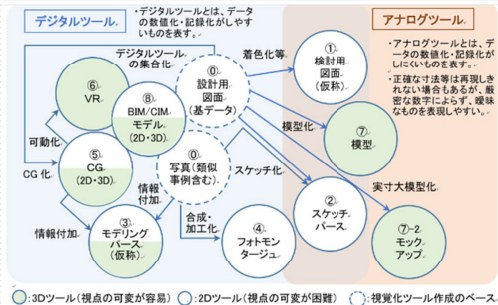 デジタルツール
・デジタルツールとは、データ
の数値化・記録化がしやす
いものを表す。
アナログツール
・アナログツールとは、デー
タの数値化・記録化が
しにくいものを表す。
・正確な寸法等は再現しき
れない場合もあるが、厳
密な数字によらず、曖昧
なものを表現しやすい。
デジタルツール
の集合化
着色化等
①
検討用
図面
(仮称)
⓪
設計用
図面
(基データ)
⑥
VR
⑧
BIM/CIM
モデル
(2D・3D)
模型化
⑦
模型
可動化
CG化
⑤
CG
(2D・3D)
⓪
写真(類似
事例含む)
スケッチ化
実寸大模型化
情報
付加
情報付加
合成・
加工化
②
スケッチ
パース
③
モデリング
パース
(仮称)
④
フォトモン
タージュ
⑦-2
モック
アップ
:3Dツール(視点の可変が容易)
:2Dツール(視点の可変が困難)
:視覚化ツール作成のベース